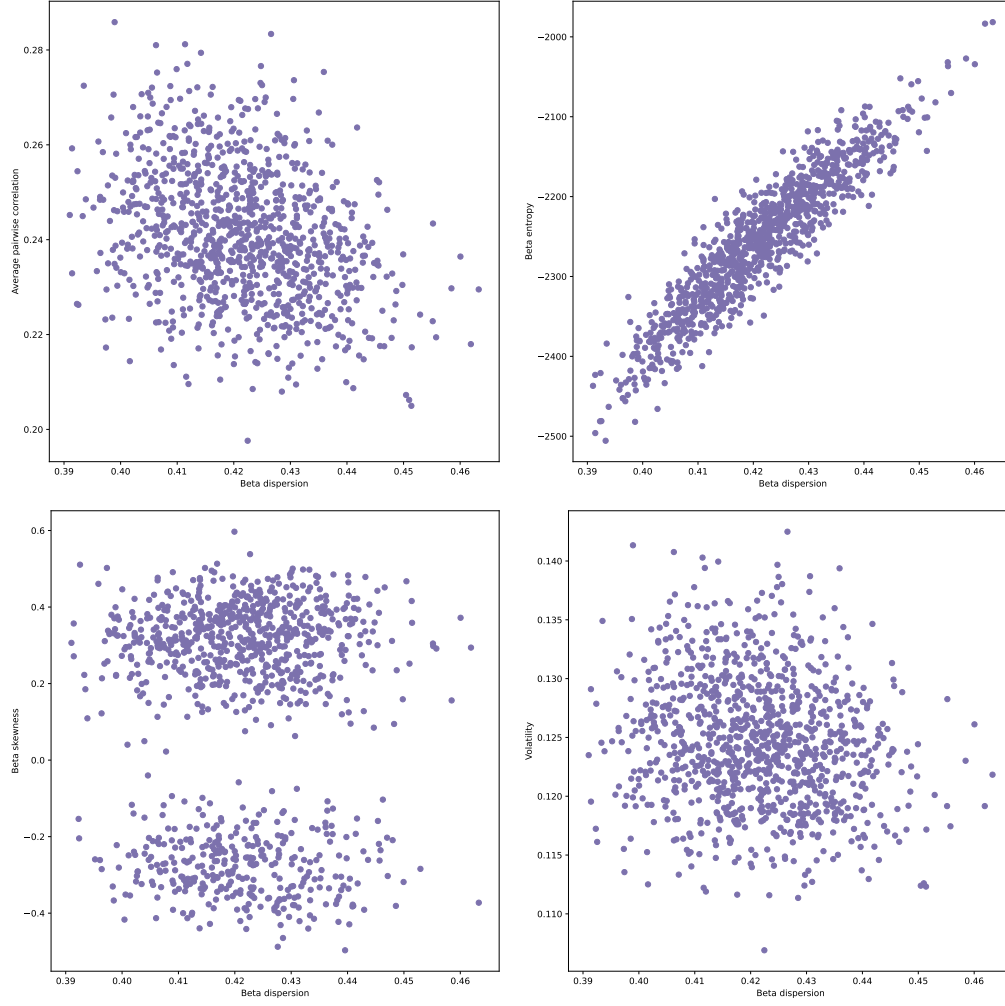 0.28
0.26
0.24
0.22
0.20
Average pairwise correlation
0.39 0.40 0.41 0.42 0.43 0.44 0.45 0.46
Beta dispersion
−2000
−2100
−2200
−2300
−2400
−2500
Beta entropy
0.39 0.40 0.41 0.42 0.43 0.44 0.45 0.46
Beta dispersion
0.6
0.4
0.2
0.0
−0.2
−0.4
Beta skewness
0.39 0.40 0.41 0.42 0.43 0.44 0.45 0.46
Beta dispersion
0.140
0.135
0.130
0.125
0.120
0.115
0.110
Volatility
0.39 0.40 0.41 0.42 0.43 0.44 0.45 0.46
Beta dispersion